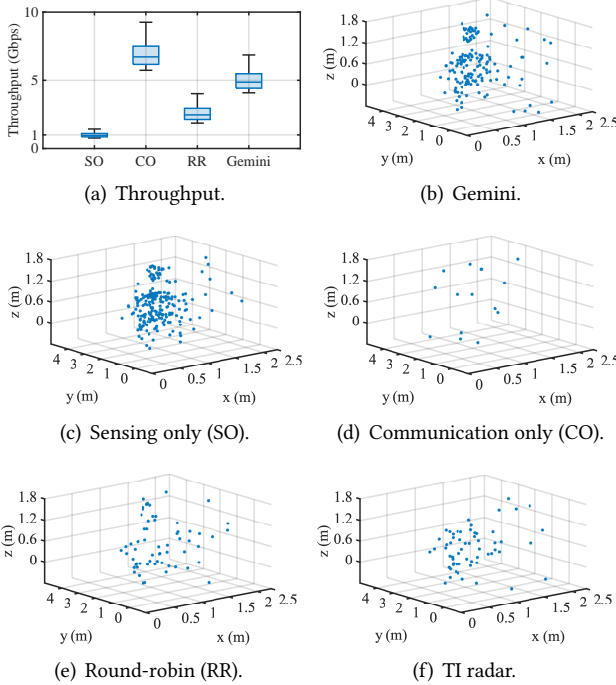 10
5
1
0
Throughput (Gbps)
SO CO RR Gemini
(a) Throughput.
1.8
1.2
0.6
0
z (m)
4 3 2 1 0
y (m)
0 0.5 1 1.5 2 2.5
x (m)
(b) Gemini.
1.8
1.2
0.6
0
z (m)
4 3 2 1 0
y (m)
0 0.5 1 1.5 2 2.5
x (m)
(c) Sensing only (SO).
1.8
1.2
0.6
0
z (m)
4 3 2 1 0
y (m)
0 0.5 1 1.5 2 2.5
x (m)
(d) Communication only (CO).
1.8
1.2
0.6
0
z (m)
4 3 2 1 0
y (m)
0 0.5 1 1.5 2 2.5
x (m)
(e) Round-robin (RR).
1.8
1.2
0.6
0
z (m)
4 3 2 1 0
y (m)
0 0.5 1 1.5 2 2.5
x (m)
(f) TI radar.